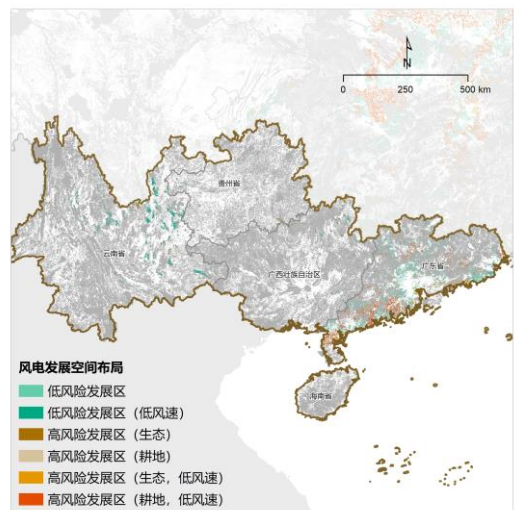 N
0 250 500 km
贵州省
云南省
广西壮族自治区
广东省
海南省
风电发展空间布局
低风险发展区
低风险发展区（低风速）
高风险发展区（生态）
高风险发展区（耕地）
高风险发展区（生态，低风速）
高风险发展区（耕地，低风速）